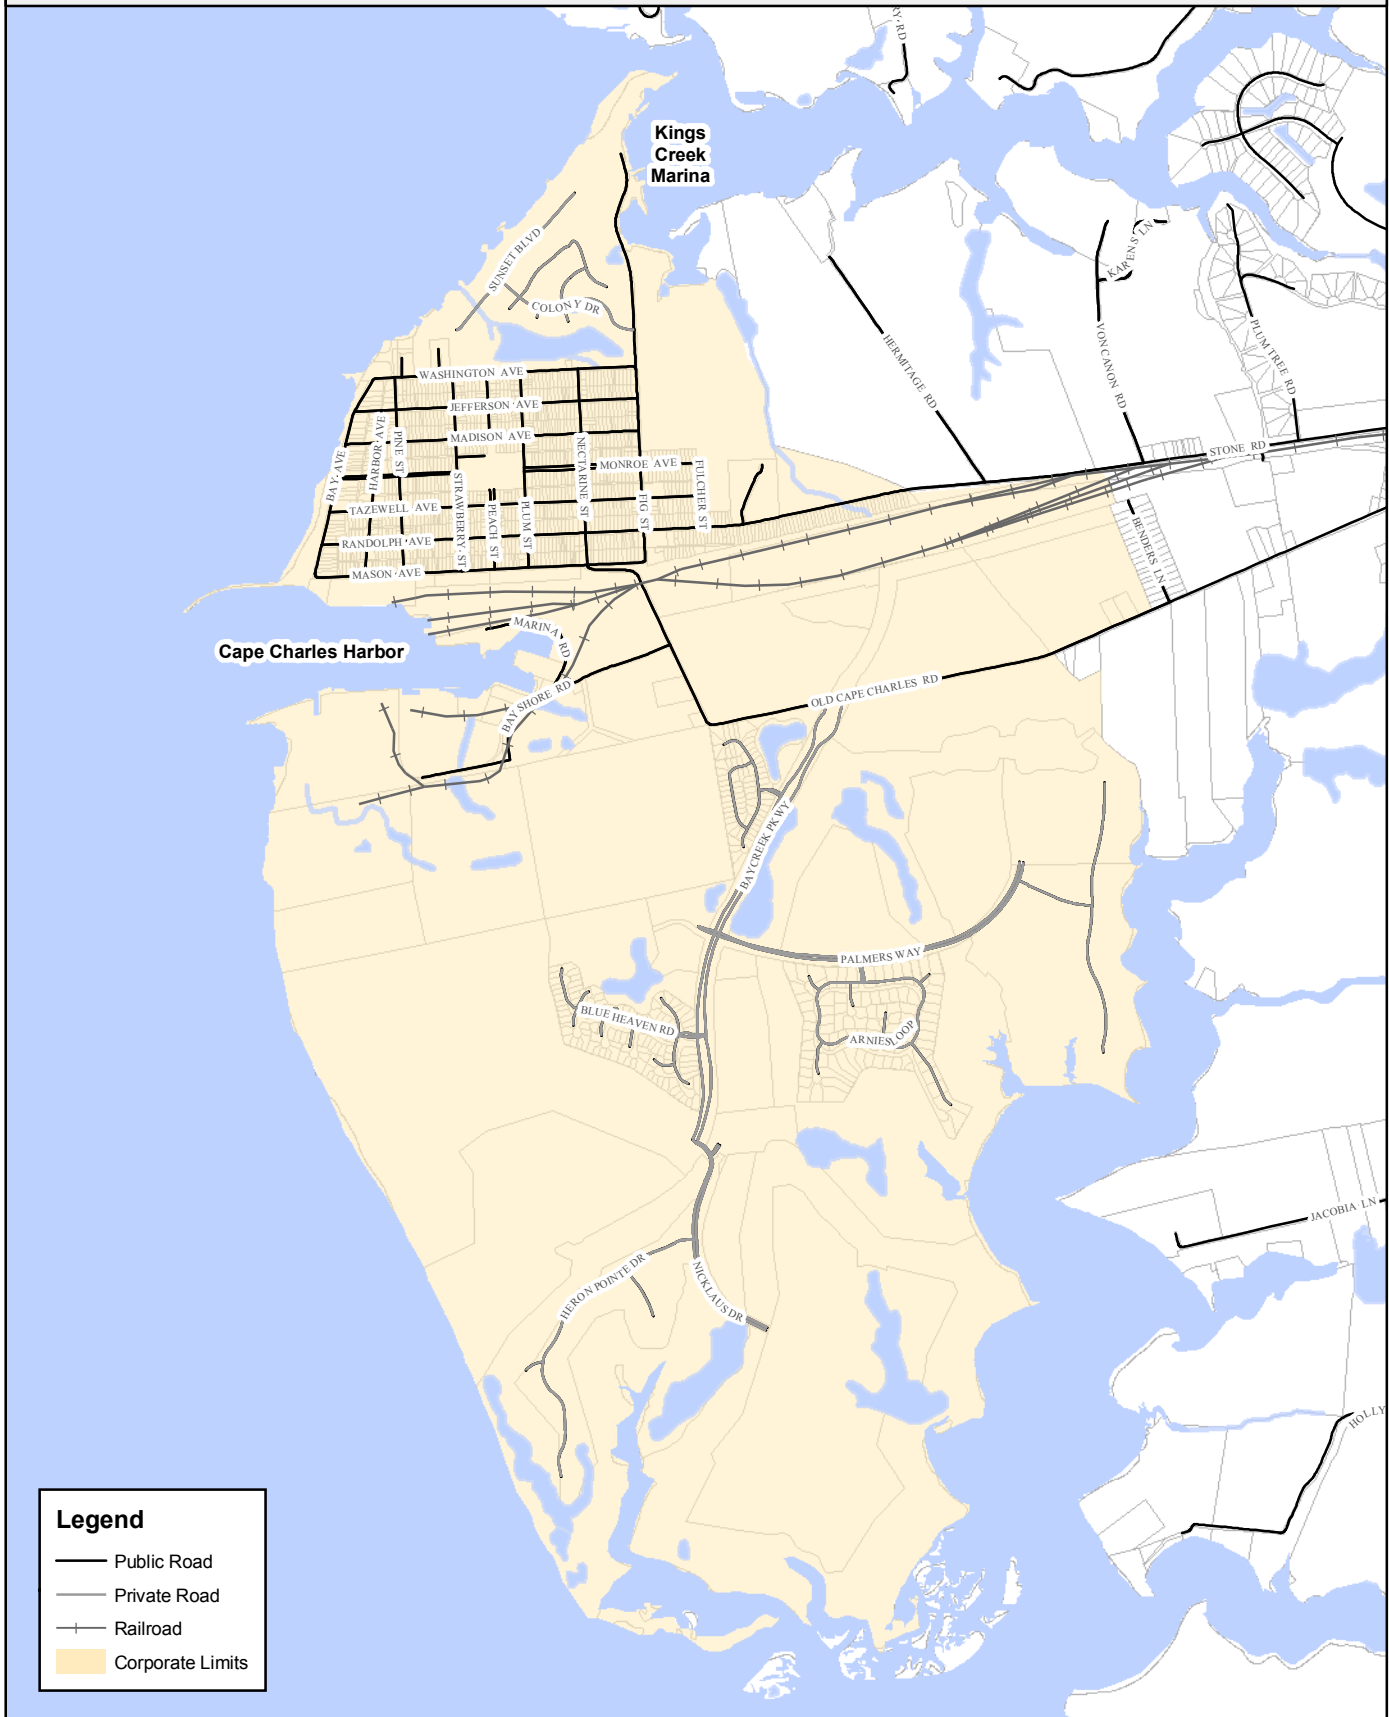 RY RD
Kings
Creek
Marina
SUNSET BLVD
COLONY DR
KARENS LN
HERMITAGE RD
VON CANON RD
PLUM TREE RD
WASHINGTON AVE
JEFFERSON AVE
MADISON AVE
MONROE AVE
STONE RD
BAY AVE
HARBOR AVE
PINE ST
STRAWBERRY ST
PEACH ST
PLUM ST
NECTARINE ST
FIG ST
FULCHER ST
TAZEWELL AVE
RANDOLPH AVE
MASON AVE
BENDERS LN
MARINA RD
Cape Charles Harbor
BAY SHORE RD
OLD CAPE CHARLES RD
BAYCREEK PKWY
PALMERS WAY
BLUE HEAVEN RD
ARNIES LOOP
JACOBIA LN
HERON POINTE DR
NICKLAUS DR
HOLLY
Legend
Public Road
Private Road
Railroad
Corporate Limits